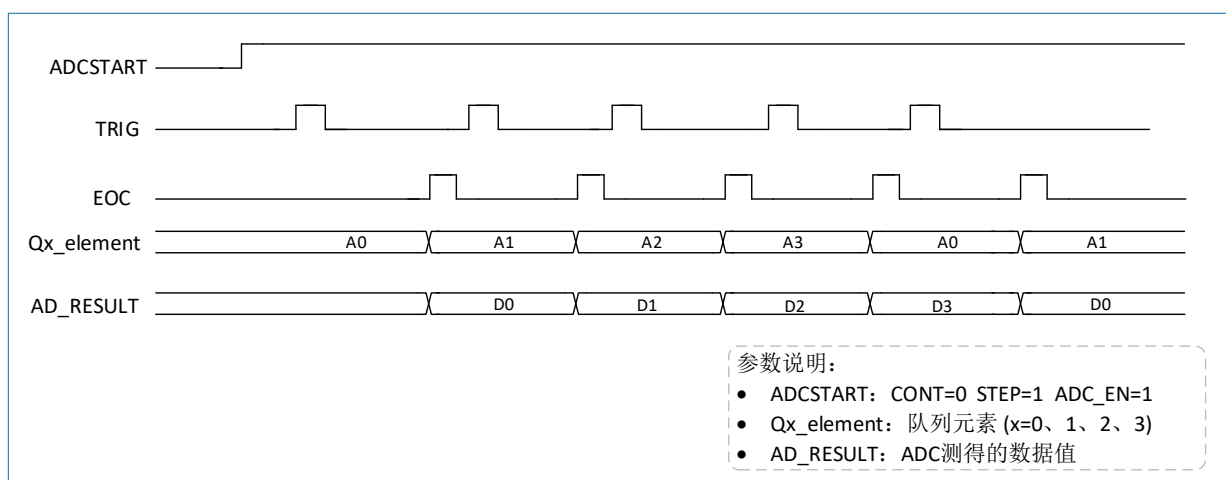 ADCSTART
TRIG
EOC
Qx_element A0 A1 A2 A3 A0 A1
AD_RESULT D0 D1 D2 D3 D0
参数说明：
• ADCSTART：CONT=0 STEP=1 ADC_EN=1
• Qx_element：队列元素 (x=0、1、2、3)
• AD_RESULT：ADC测得的数据值